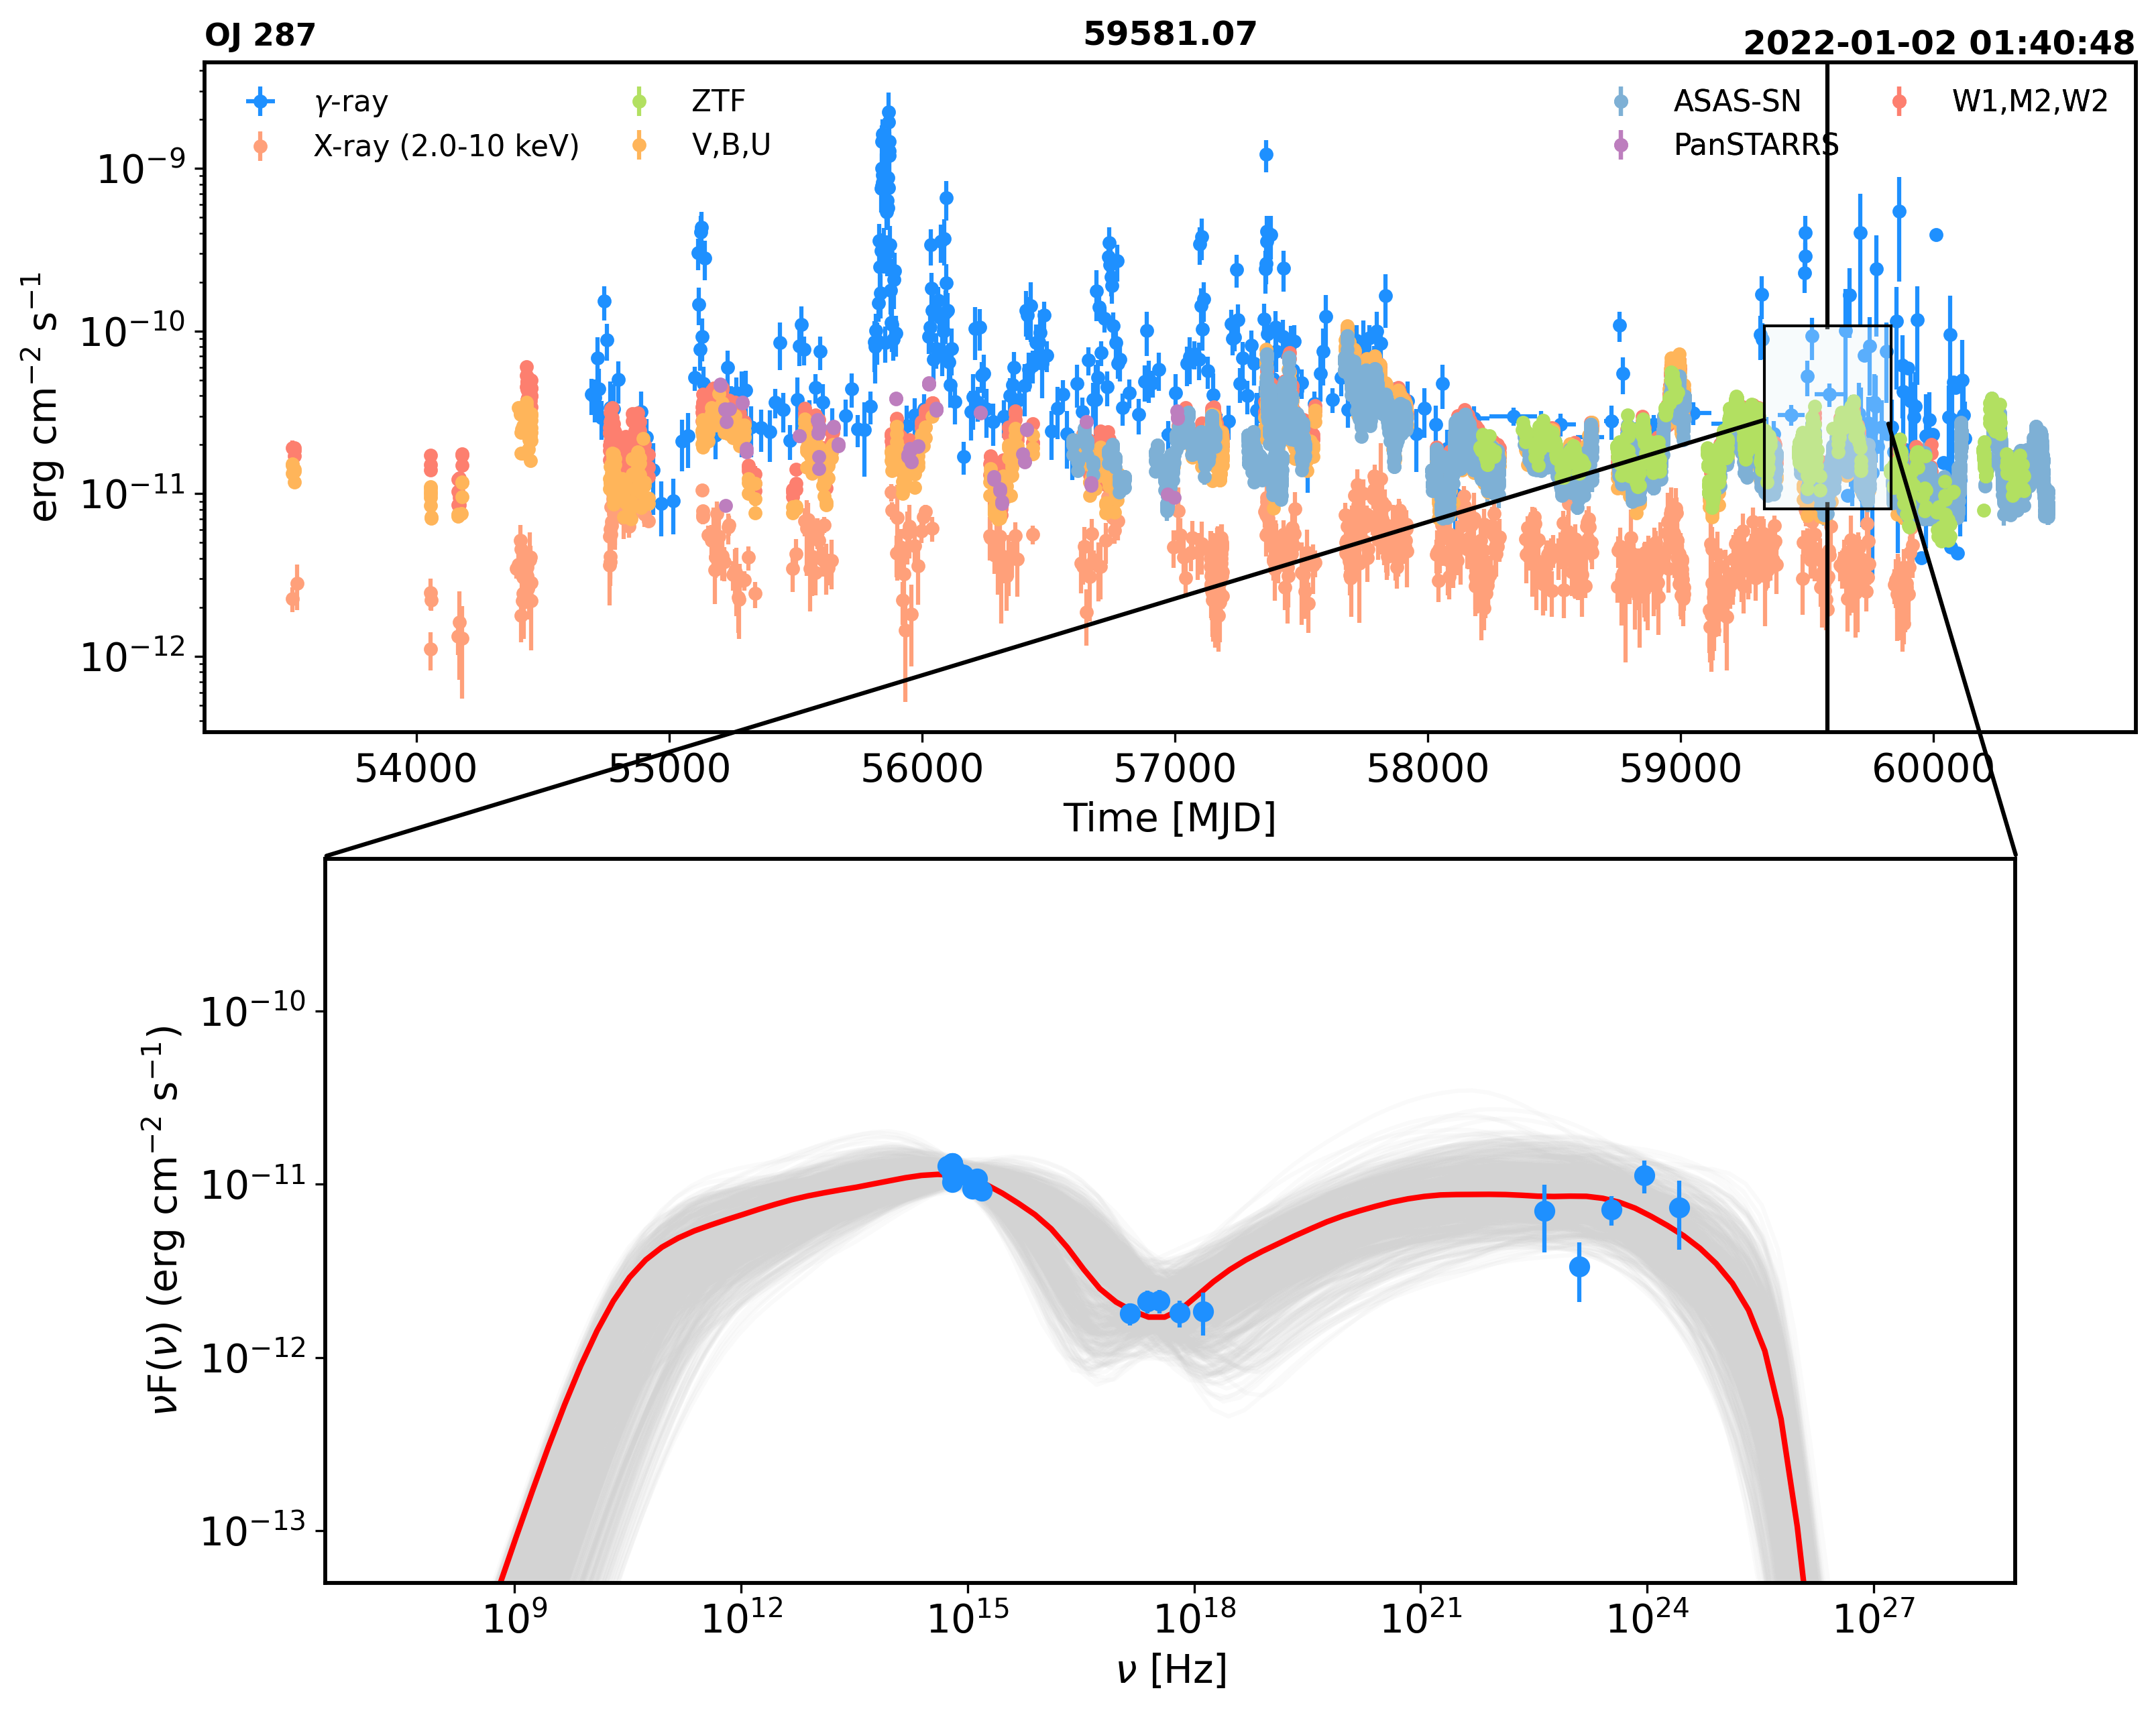 OJ 287
59581.07
2022-01-02 01:40:48
γ-ray
X-ray (2.0-10 keV)
ZTF
V,B,U
ASAS-SN
PanSTARRS
W1,M2,W2
erg cm⁻² s⁻¹
10⁻⁹
10⁻¹⁰
10⁻¹¹
10⁻¹²
54000 55000 56000 57000 58000 59000 60000
Time [MJD]
νF(ν) (erg cm⁻² s⁻¹)
10⁻¹⁰
10⁻¹¹
10⁻¹²
10⁻¹³
10⁹ 10¹² 10¹⁵ 10¹⁸ 10²¹ 10²⁴ 10²⁷
ν [Hz]